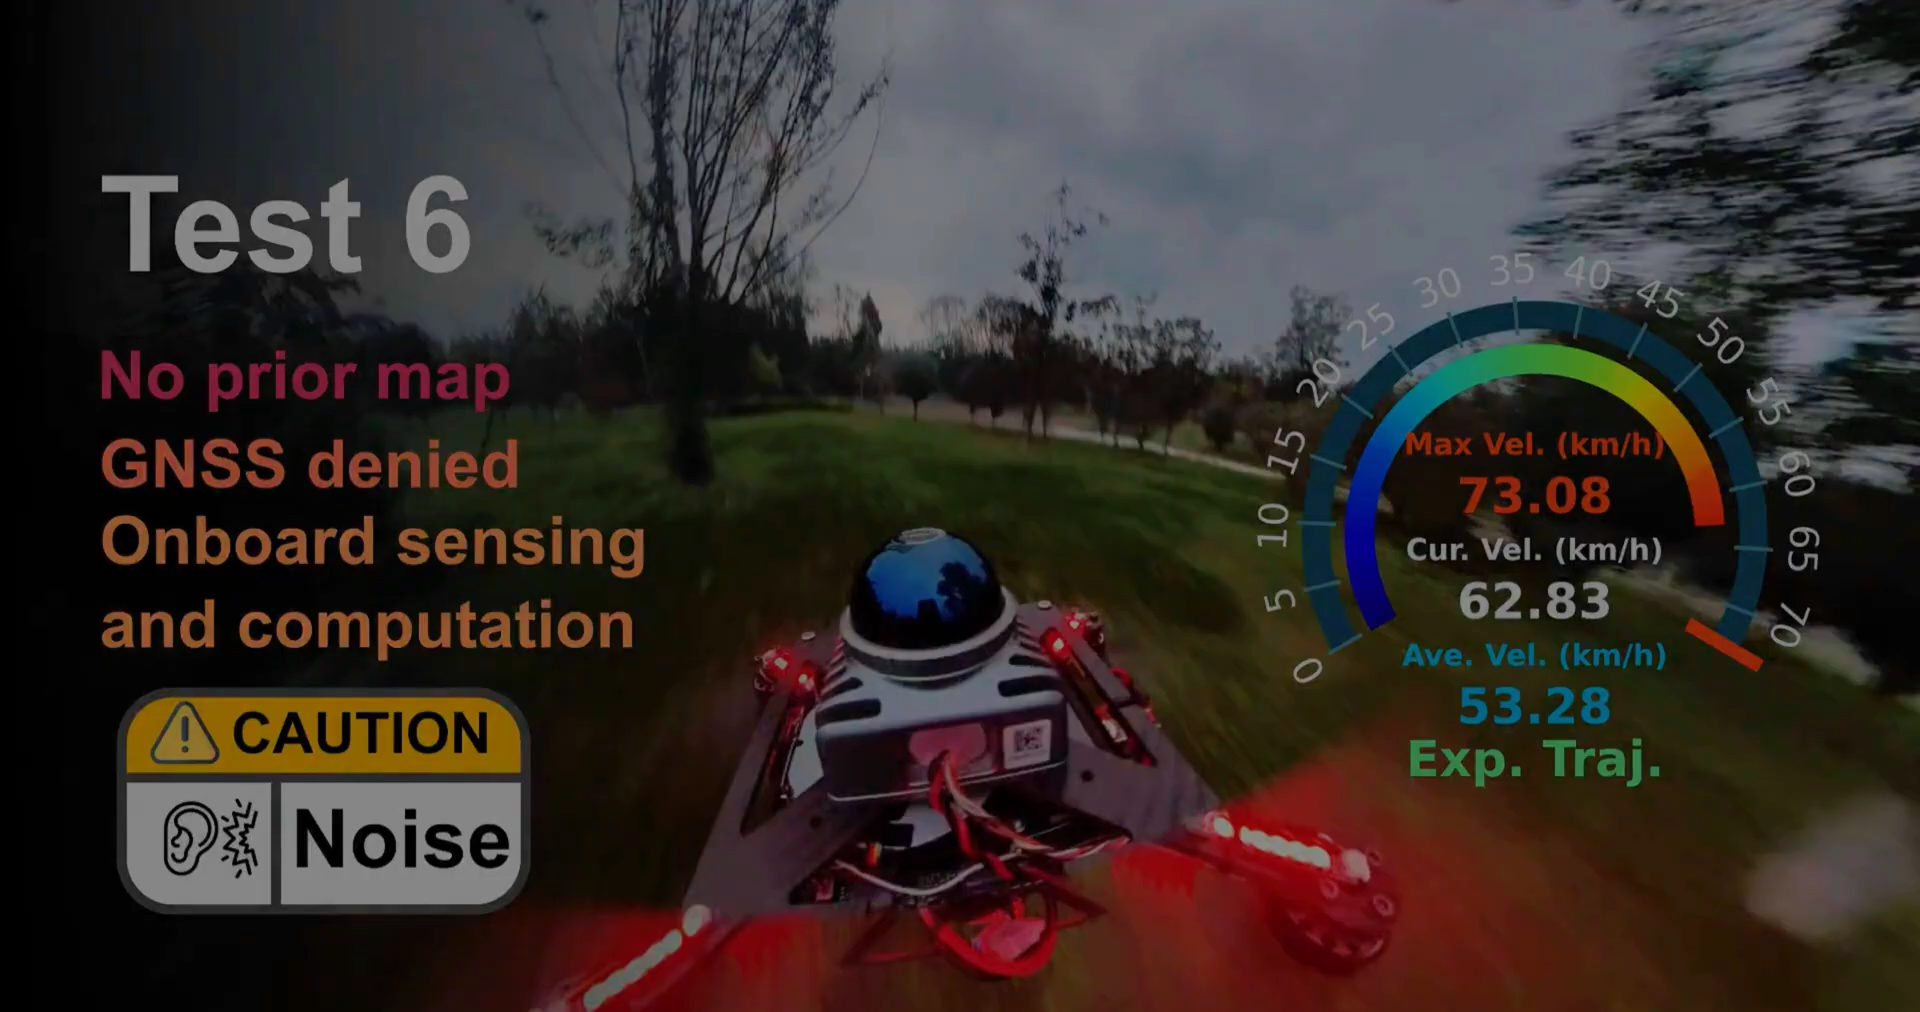 Test 6
No prior map
GNSS denied
Onboard sensing
and computation
CAUTION
Noise
0
5
10
15
20
25
30
35
40
45
50
55
60
65
70
Max Vel. (km/h)
73.08
Cur. Vel. (km/h)
62.83
Ave. Vel. (km/h)
53.28
Exp. Traj.